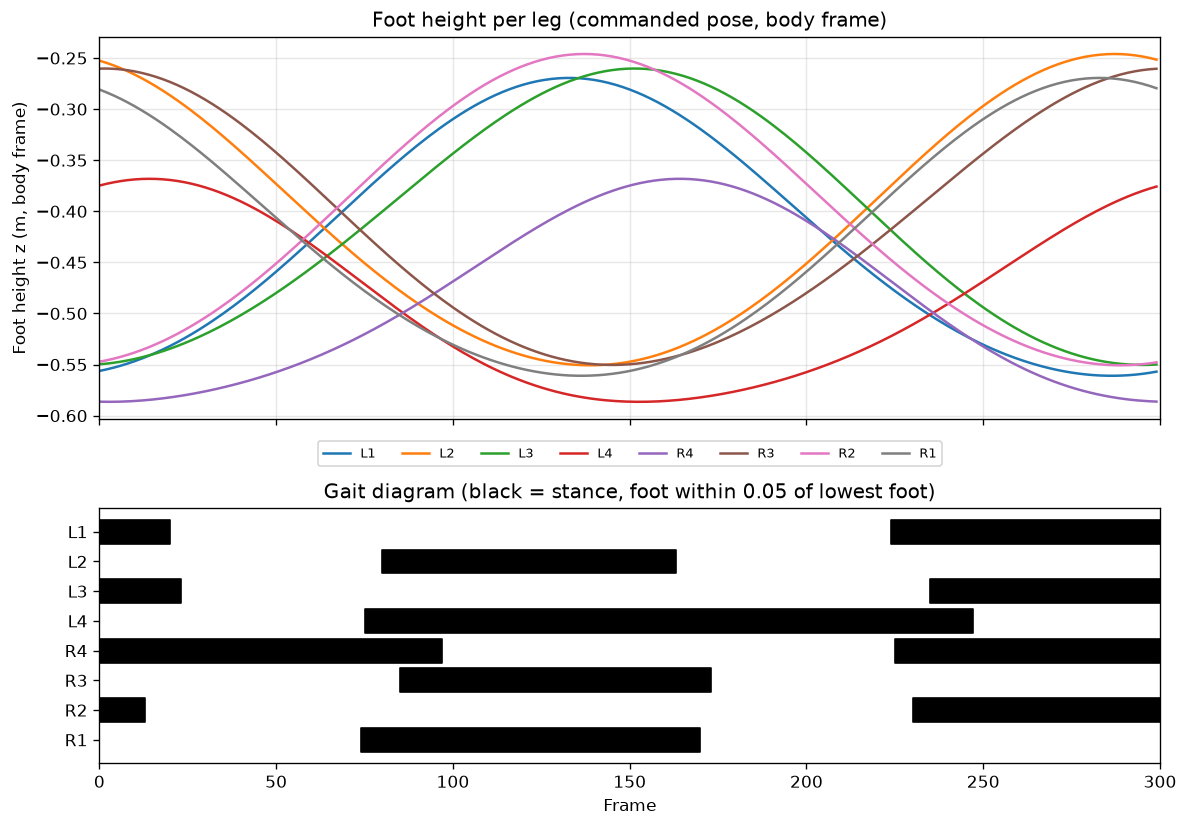 Foot height per leg (commanded pose, body frame)
Foot height z (m, body frame)
−0.25
−0.30
−0.35
−0.40
−0.45
−0.50
−0.55
−0.60
L1 L2 L3 L4 R4 R3 R2 R1
Gait diagram (black = stance, foot within 0.05 of lowest foot)
L1
L2
L3
L4
R4
R3
R2
R1
0 50 100 150 200 250 300
Frame